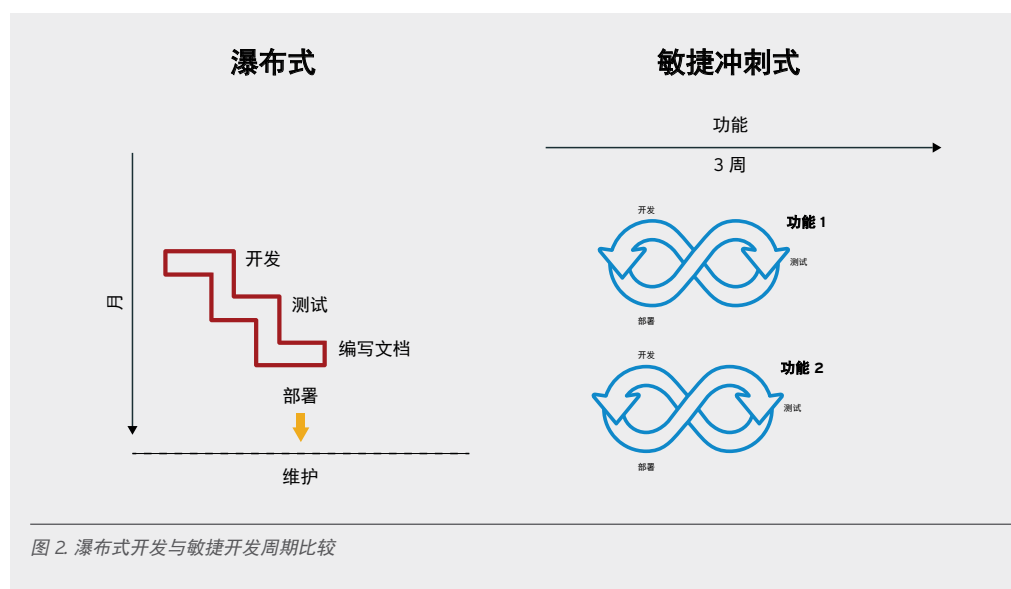 瀑布式
月
开发
测试
编写文档
部署
维护
敏捷冲刺式
功能
3 周
开发
功能 1
测试
部署
开发
功能 2
测试
部署
图 2. 瀑布式开发与敏捷开发周期比较